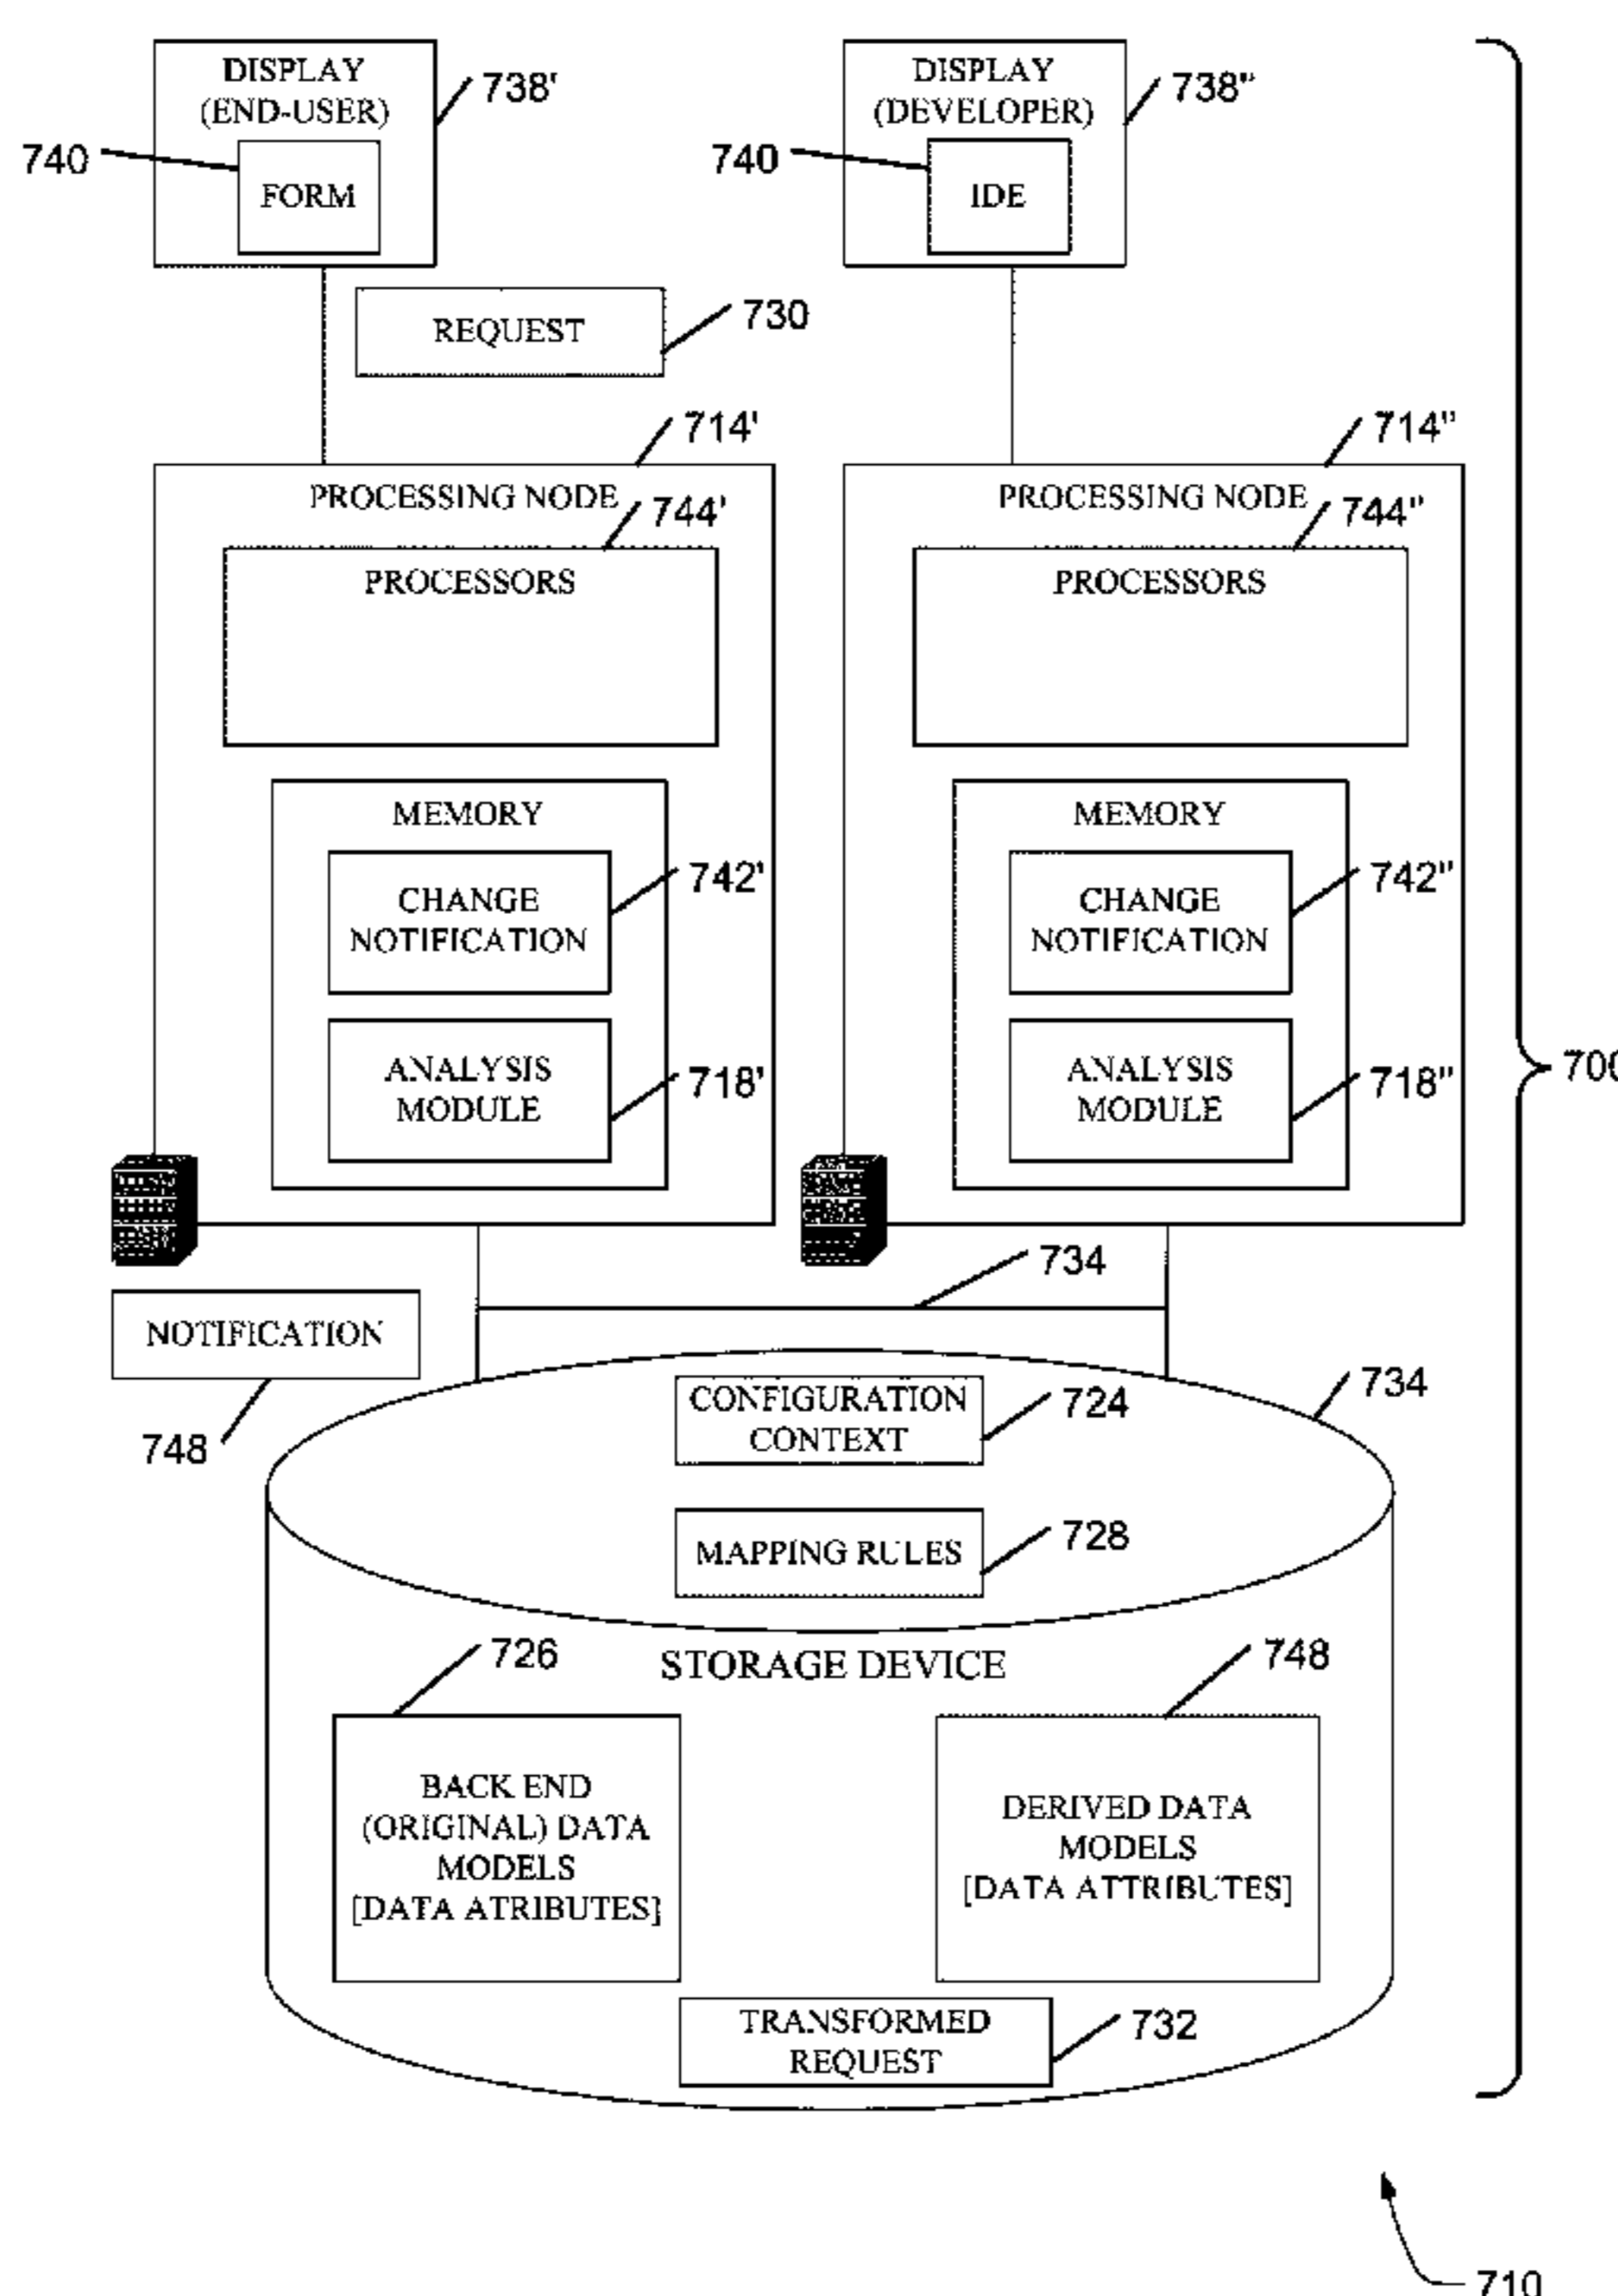 DISPLAY
(END-USER)
738'
740
FORM
DISPLAY
(DEVELOPER)
738"
740
IDE
REQUEST
730
714'
PROCESSING NODE
744'
PROCESSORS
MEMORY
CHANGE
NOTIFICATION
742'
ANALYSIS
MODULE
718'
714"
PROCESSING NODE
744"
PROCESSORS
MEMORY
CHANGE
NOTIFICATION
742"
ANALYSIS
MODULE
718"
700
734
NOTIFICATION
748
CONFIGURATION
CONTEXT
724
734
MAPPING RULES
728
STORAGE DEVICE
726
BACK END
(ORIGINAL) DATA
MODELS
[DATA ATRIBUTES]
748
DERIVED DATA
MODELS
[DATA ATTRIBUTES]
TRANSFORMED
REQUEST
732
710